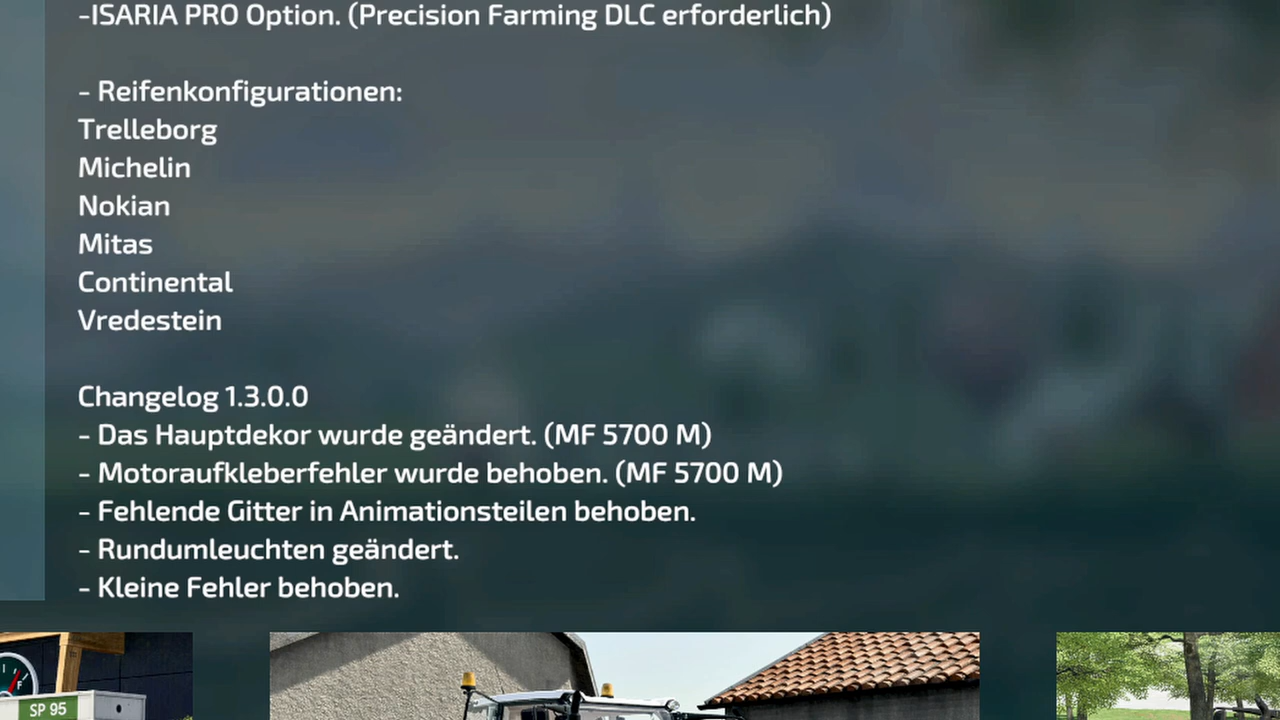 -ISARIA PRO Option. (Precision Farming DLC erforderlich)
- Reifenkonfigurationen:
Trelleborg
Michelin
Nokian
Mitas
Continental
Vredestein
Changelog 1.3.0.0
- Das Hauptdekor wurde geändert. (MF 5700 M)
- Motoraufkleberfehler wurde behoben. (MF 5700 M)
- Fehlende Gitter in Animationsteilen behoben.
- Rundumleuchten geändert.
- Kleine Fehler behoben.
F
SP 95